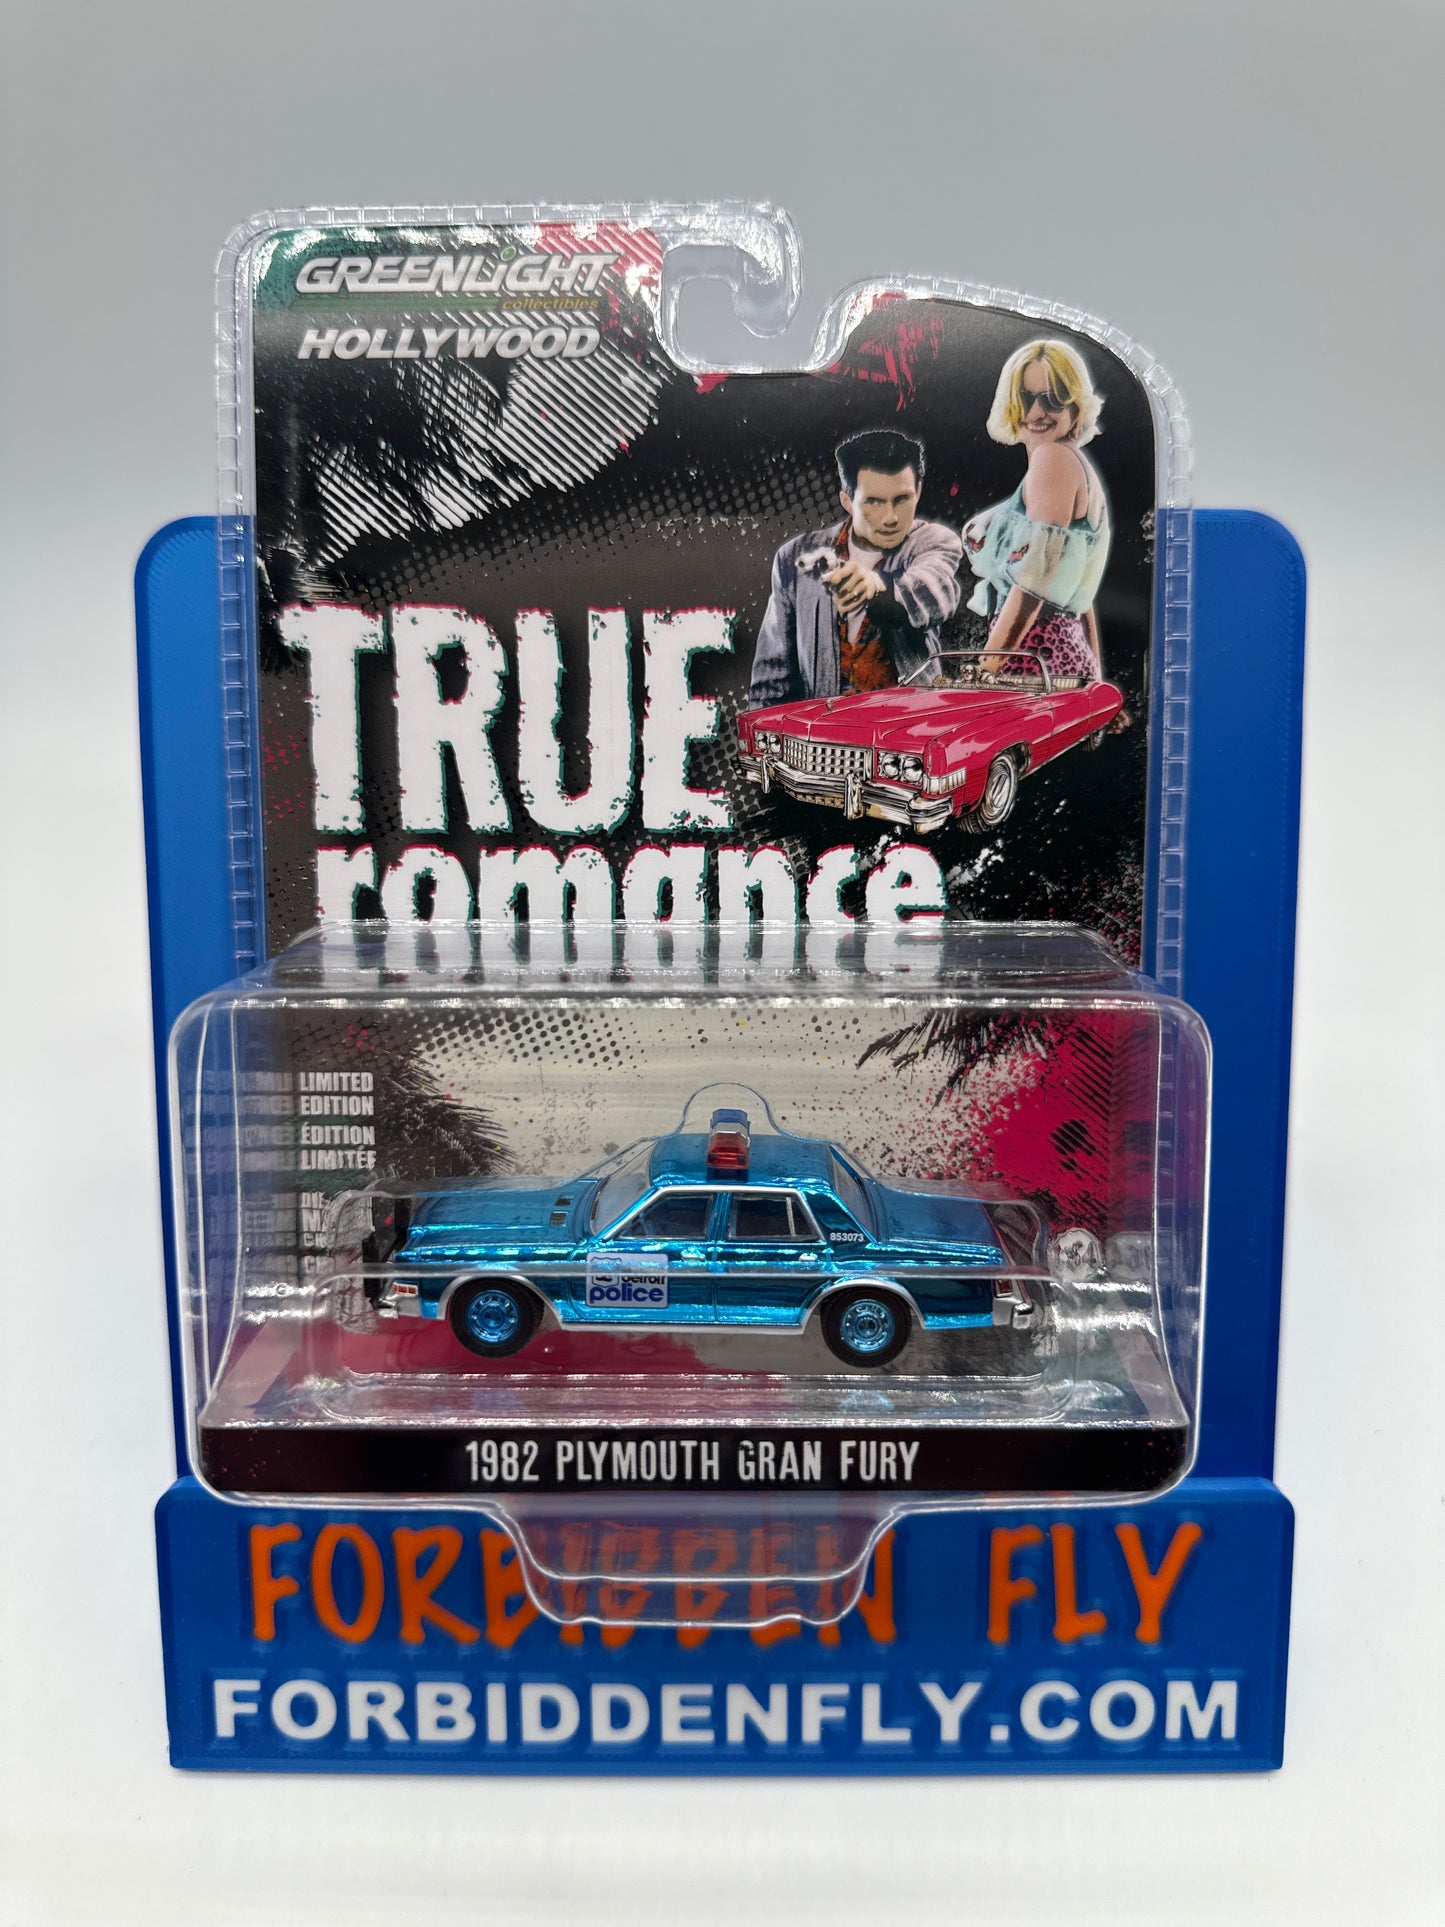 GREENLiGHT
collectibles
HOLLYWOOD
TRUE
romance
LIMITED
EDITION
ÉDITION
LIMITÉE
853073
Detroit
police
1982 PLYMOUTH GRAN FURY
FORBIDDEN FLY
FORBIDDENFLY.COM